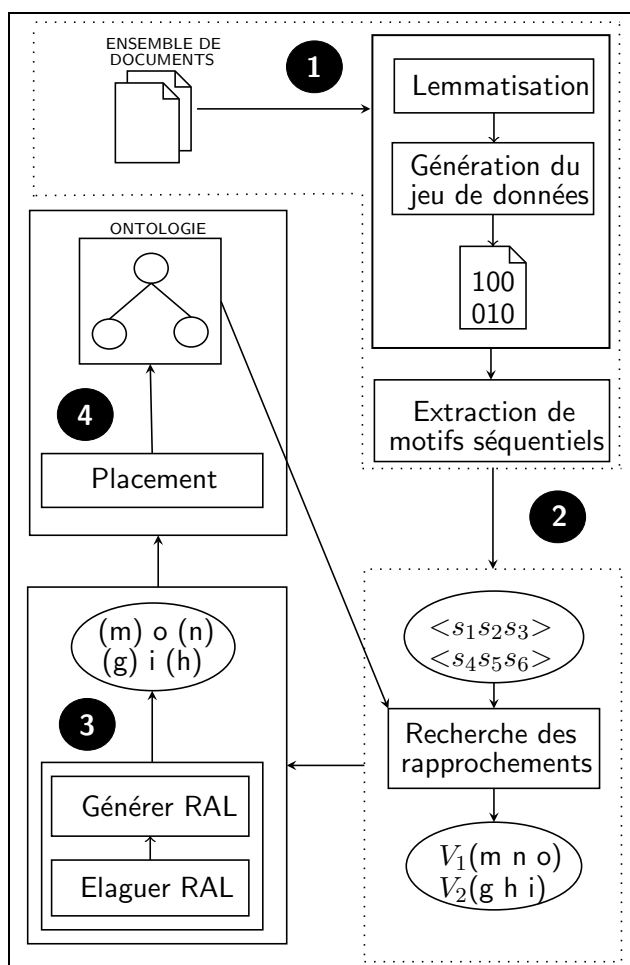 ENSEMBLE DE
DOCUMENTS
1
Lemmatisation
Génération du
jeu de données
100
010
Extraction de
motifs séquentiels
2
<s₁s₂s₃>
<s₄s₅s₆>
Recherche des
rapprochements
V₁(m n o)
V₂(g h i)
3
(m) o (n)
(g) i (h)
Générer RAL
Elaguer RAL
4
ONTOLOGIE
Placement